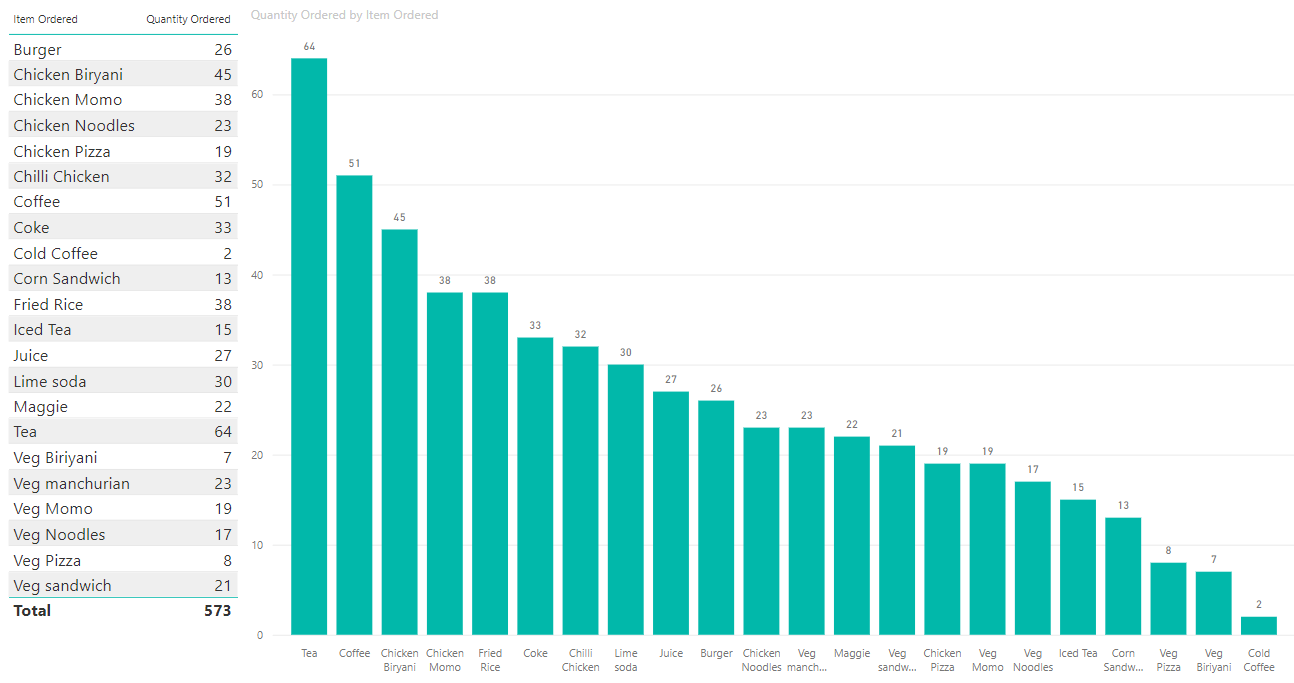 Item Ordered Quantity Ordered
Burger 26
Chicken Biryani 45
Chicken Momo 38
Chicken Noodles 23
Chicken Pizza 19
Chilli Chicken 32
Coffee 51
Coke 33
Cold Coffee 2
Corn Sandwich 13
Fried Rice 38
Iced Tea 15
Juice 27
Lime soda 30
Maggie 22
Tea 64
Veg Biriyani 7
Veg manchurian 23
Veg Momo 19
Veg Noodles 17
Veg Pizza 8
Veg sandwich 21
Total 573
Quantity Ordered by Item Ordered
60
50
40
30
20
10
0
64
51
45
38
38
33
32
30
27
26
23
23
22
21
19
19
17
15
13
8
7
2
Tea
Coffee
Chicken
Biryani
Chicken
Momo
Fried
Rice
Coke
Chilli
Chicken
Lime
soda
Juice
Burger
Chicken
Noodles
Veg
manch...
Maggie
Veg
sandw...
Chicken
Pizza
Veg
Momo
Veg
Noodles
Iced Tea
Corn
Sandw...
Veg
Pizza
Veg
Biriyani
Cold
Coffee